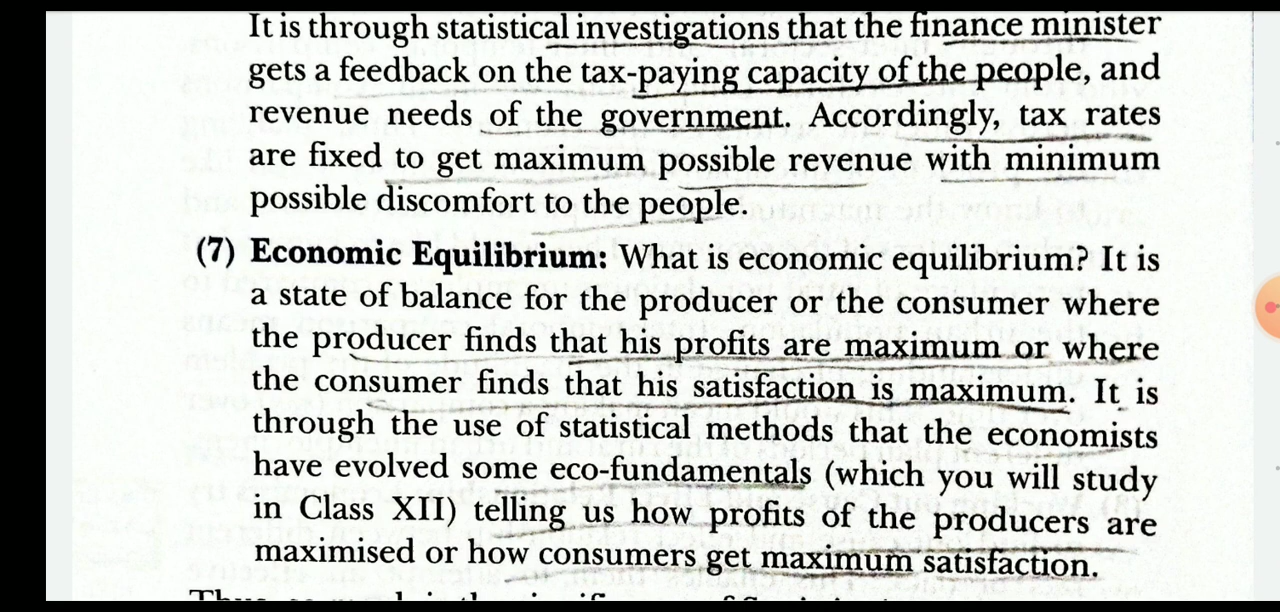 It is through statistical investigations that the finance minister
gets a feedback on the tax-paying capacity of the people, and
revenue needs of the government. Accordingly, tax rates
are fixed to get maximum possible revenue with minimum
possible discomfort to the people.
(7) Economic Equilibrium: What is economic equilibrium? It is
a state of balance for the producer or the consumer where
the producer finds that his profits are maximum or where
the consumer finds that his satisfaction is maximum. It is
through the use of statistical methods that the economists
have evolved some eco-fundamentals (which you will study
in Class XII) telling us how profits of the producers are
maximised or how consumers get maximum satisfaction.